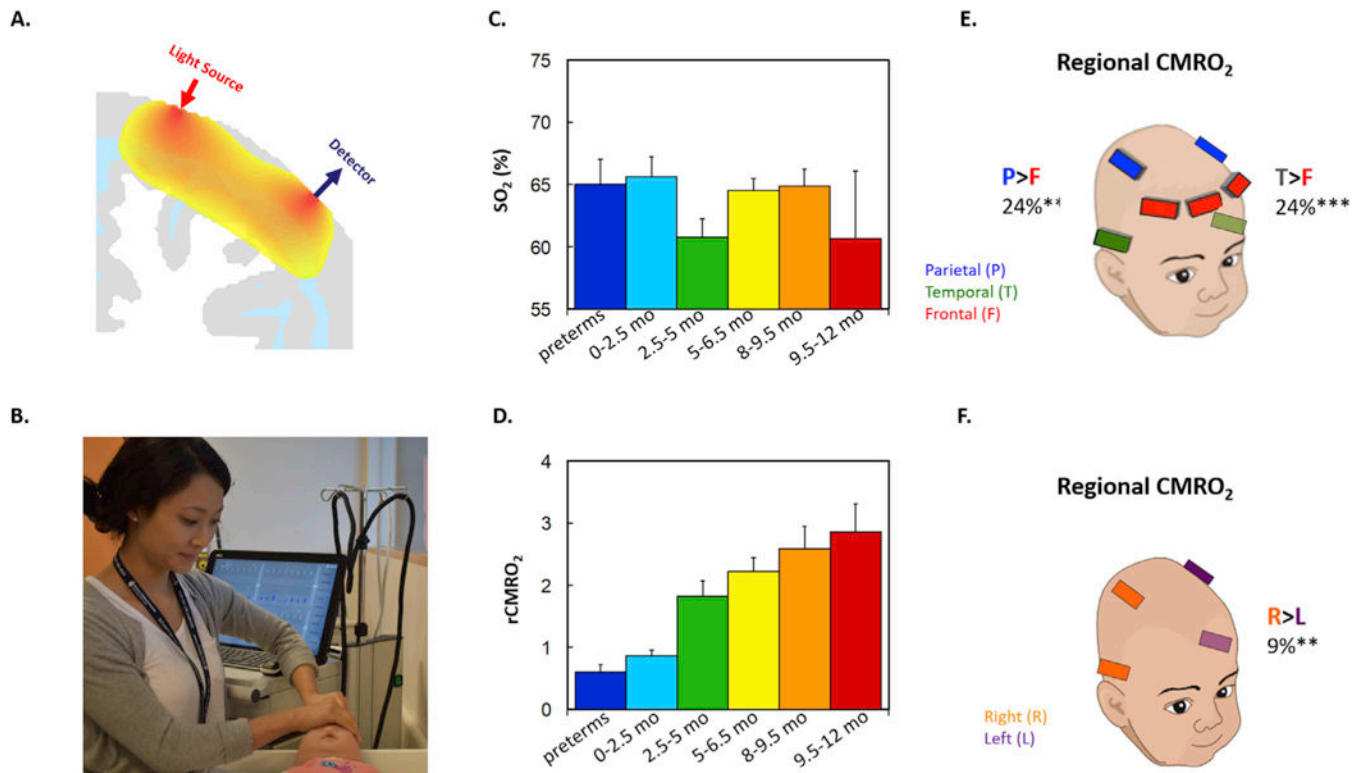 A.
Light Source
Detector
B.
C.
SO₂ (%)
75
70
65
60
55
preterms
0-2.5 mo
2.5-5 mo
5-6.5 mo
8-9.5 mo
9.5-12 mo
D.
rCMRO₂
4
3
2
1
0
preterms
0-2.5 mo
2.5-5 mo
5-6.5 mo
8-9.5 mo
9.5-12 mo
E.
Regional CMRO₂
P>F
24%**
T>F
24%***
Parietal (P)
Temporal (T)
Frontal (F)
F.
Regional CMRO₂
R>L
9%**
Right (R)
Left (L)